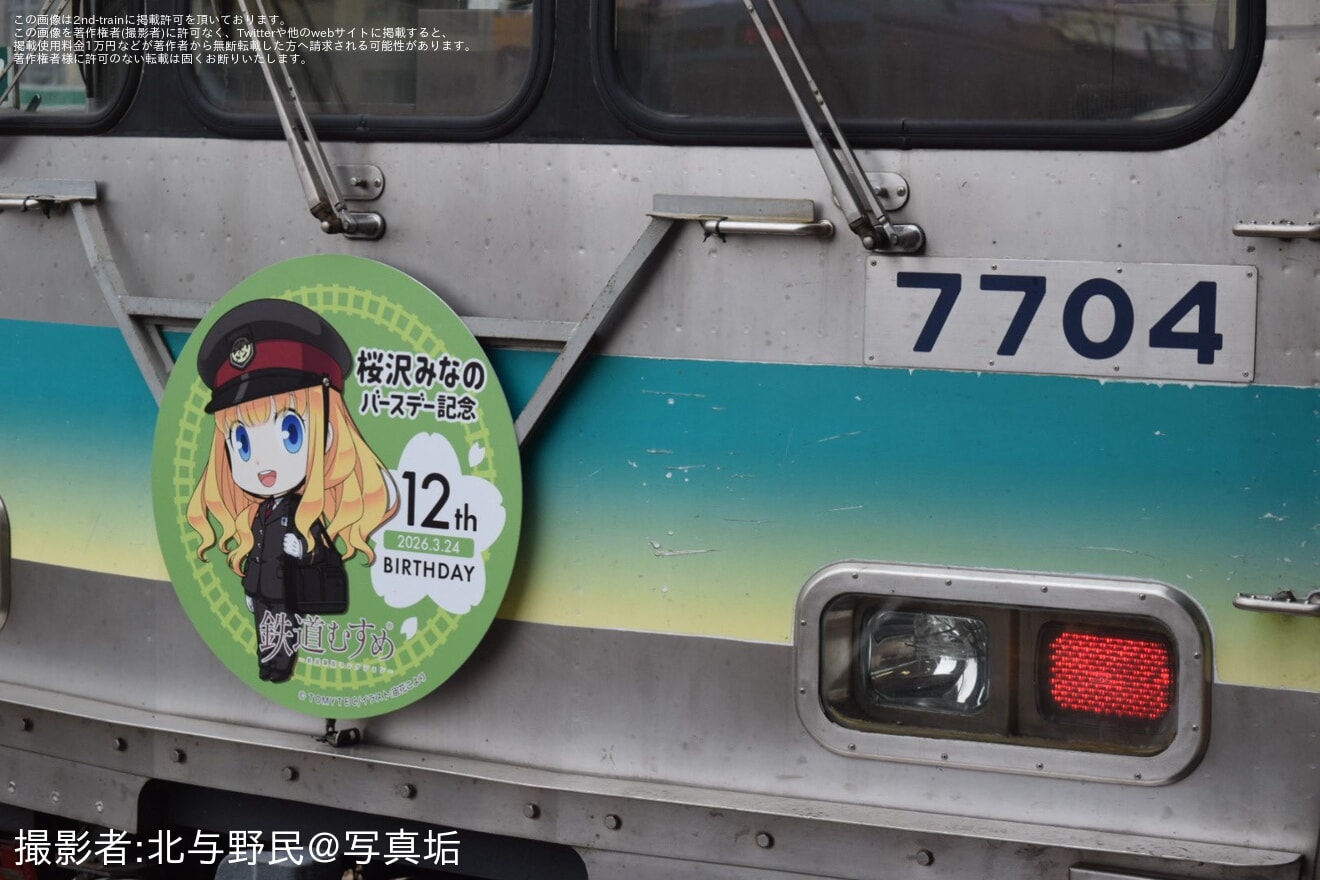 この画像は2nd-trainに掲載許可を頂いております。
この画像を著作権者(撮影者)に許可なく、Twitterや他のwebサイトに掲載すると、
掲載使用料金1万円などが著作者から無断転載した方へ請求される可能性があります。
著作権者様に許可のない転載は固くお断りいたします。
7704
桜沢みなの
バースデー記念
12th
2026.3.24
BIRTHDAY
鉄道むすめ
撮影者:北与野民@写真垢